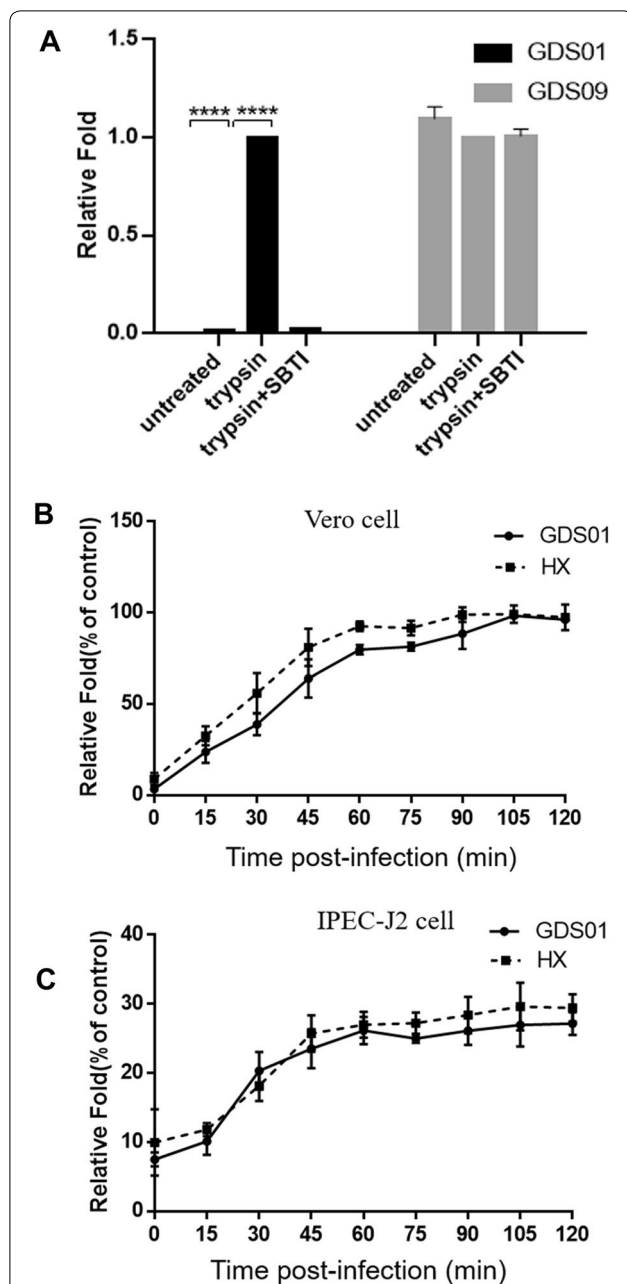 A
Relative Fold
1.5
1.0
0.5
0.0
**** ****
GDS01
GDS09
untreated
trypsin
trypsin+SBTI
untreated
trypsin
trypsin+SBTI
B
Vero cell
Relative Fold(% of control)
150
100
50
0
GDS01
HX
0 15 30 45 60 75 90 105 120
Time post-infection (min)
C
IPEC-J2 cell
Relative Fold(% of control)
40
30
20
10
0
GDS01
HX
0 15 30 45 60 75 90 105 120
Time post-infection (min)